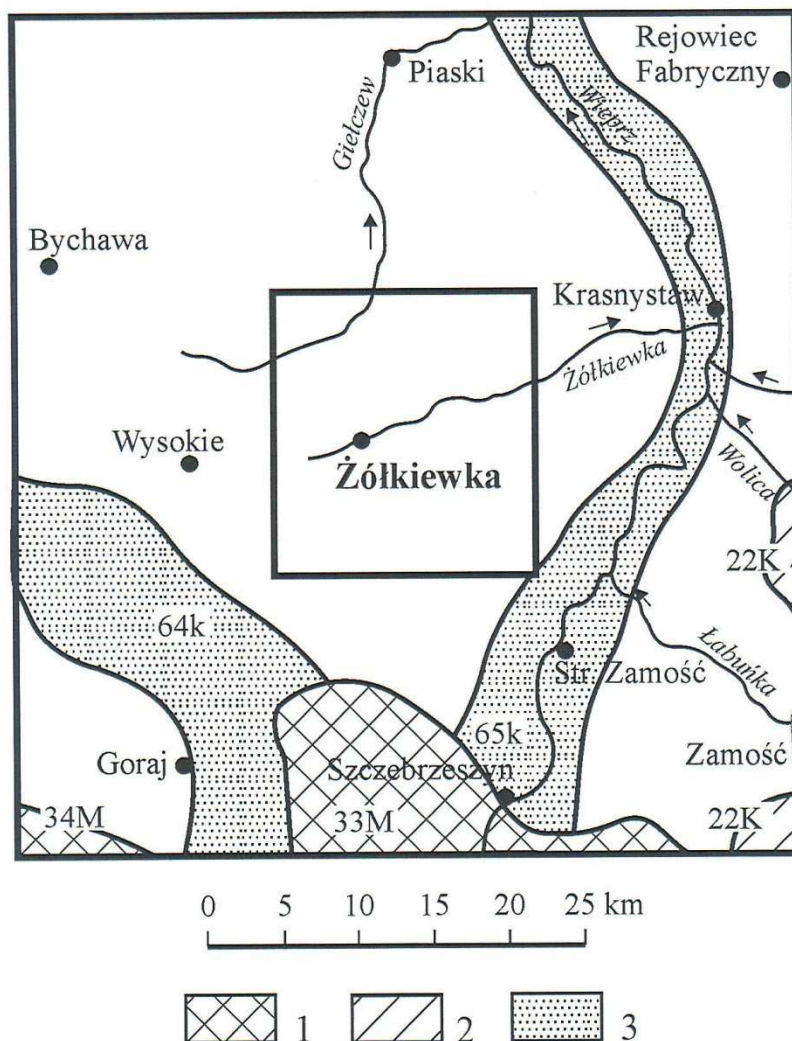 Rejowiec
Fabryczny
Piaski
Giełczew
Wieprz
Bychawa
Krasnystaw
Żółkiewka
Wysokie
Żółkiewka
Wolica
22K
64k
Łabuńka
Str. Zamość
65k
Zamość
Goraj
Szczebrzeszyn
34M
33M
22K
0 5 10 15 20 25 km
1 2 3